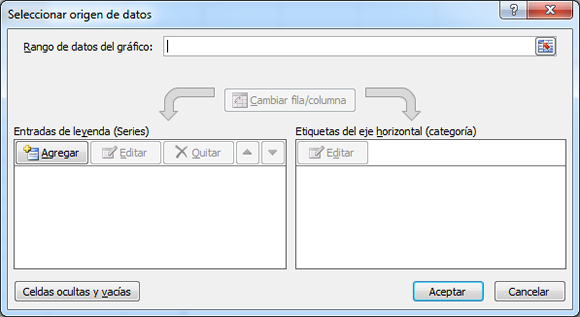 Seleccionar origen de datos
Rango de datos del gráfico:
Cambiar fila/columna
Entradas de leyenda (Series)
Agregar Editar Quitar
Etiquetas del eje horizontal (categoría)
Editar
Celdas ocultas y vacías Aceptar Cancelar